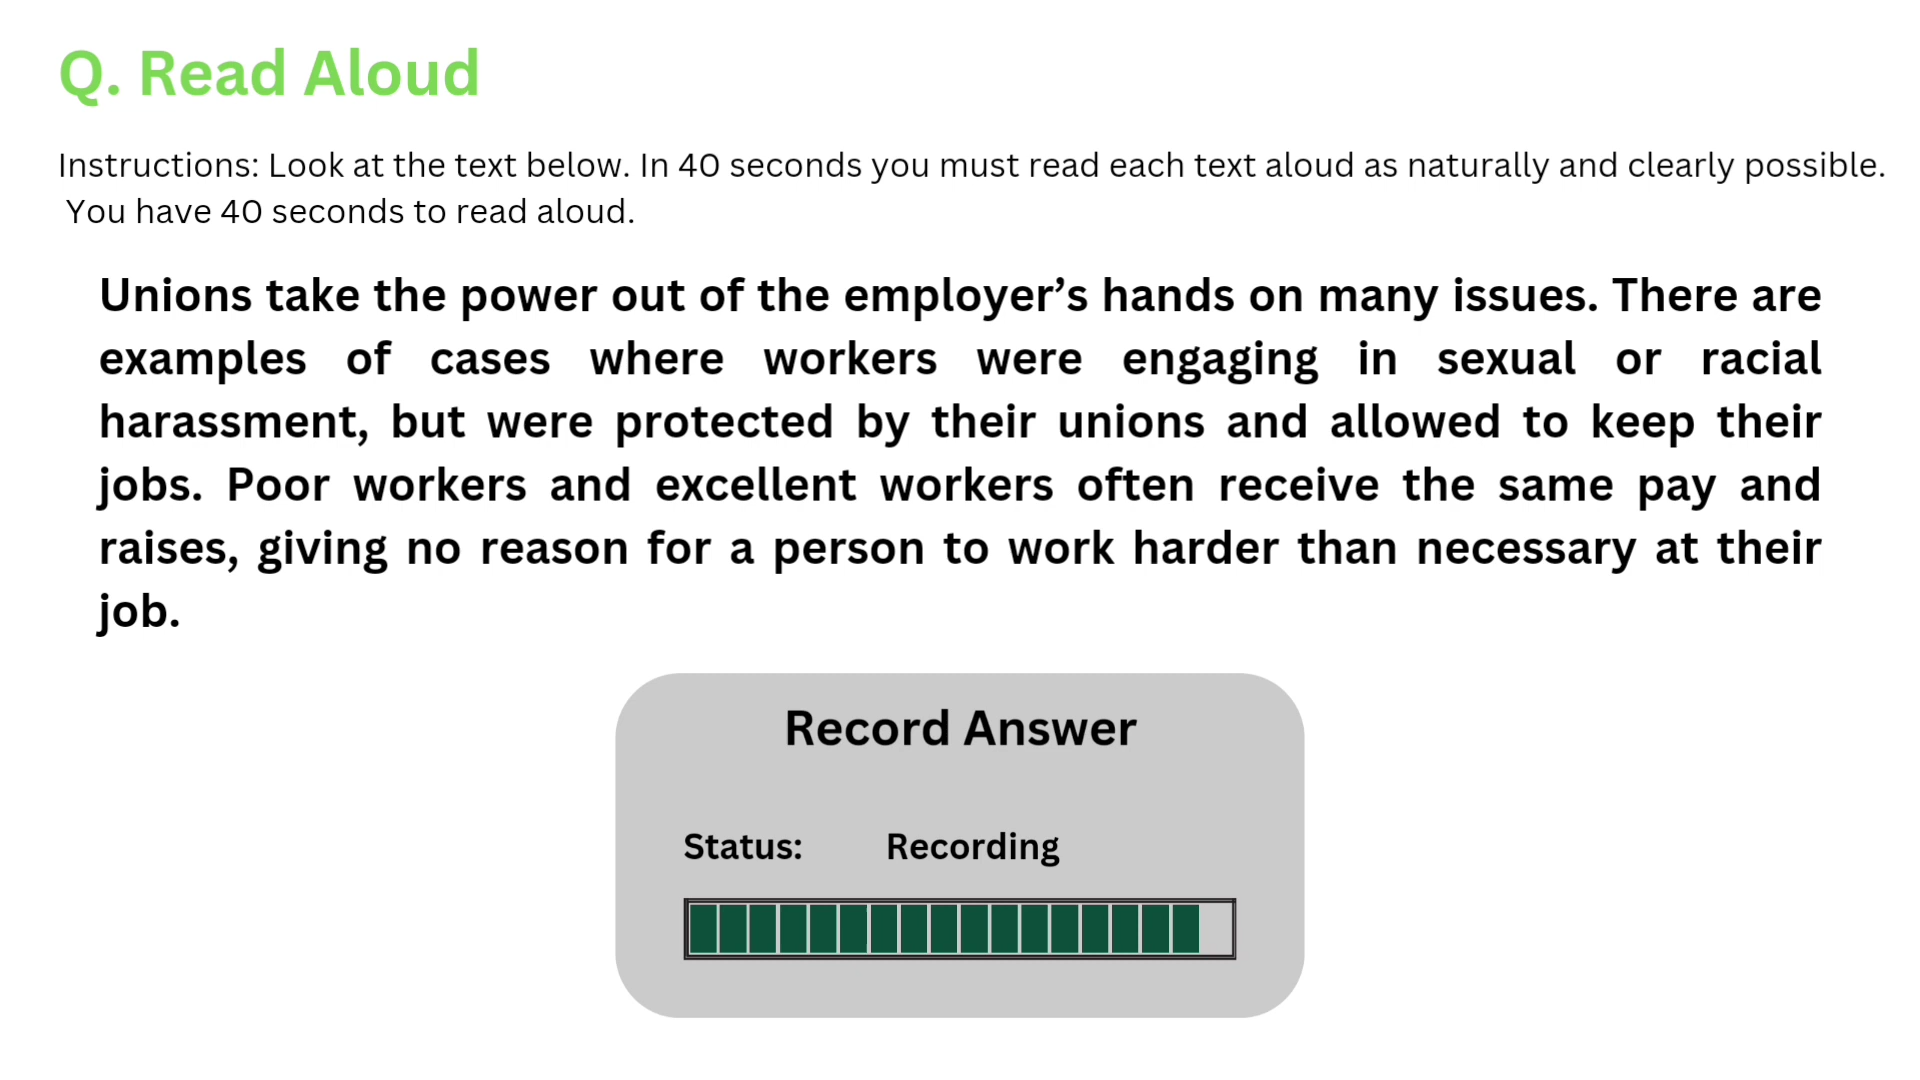 Q. Read Aloud
Instructions: Look at the text below. In 40 seconds you must read each text aloud as naturally and clearly possible.
You have 40 seconds to read aloud.
Unions take the power out of the employer’s hands on many issues. There are
examples of cases where workers were engaging in sexual or racial
harassment, but were protected by their unions and allowed to keep their
jobs. Poor workers and excellent workers often receive the same pay and
raises, giving no reason for a person to work harder than necessary at their
job.
Record Answer
Status: Recording